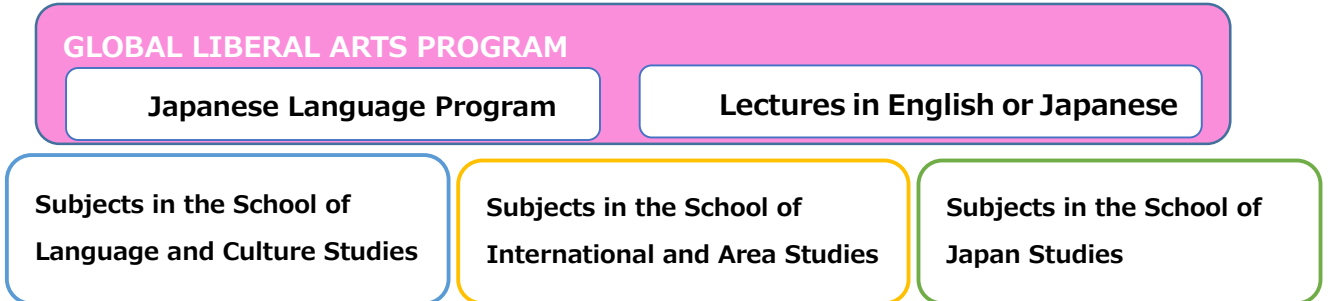 GLOBAL LIBERAL ARTS PROGRAM
Japanese Language Program
Lectures in English or Japanese
Subjects in the School of
Language and Culture Studies
Subjects in the School of
International and Area Studies
Subjects in the School of
Japan Studies